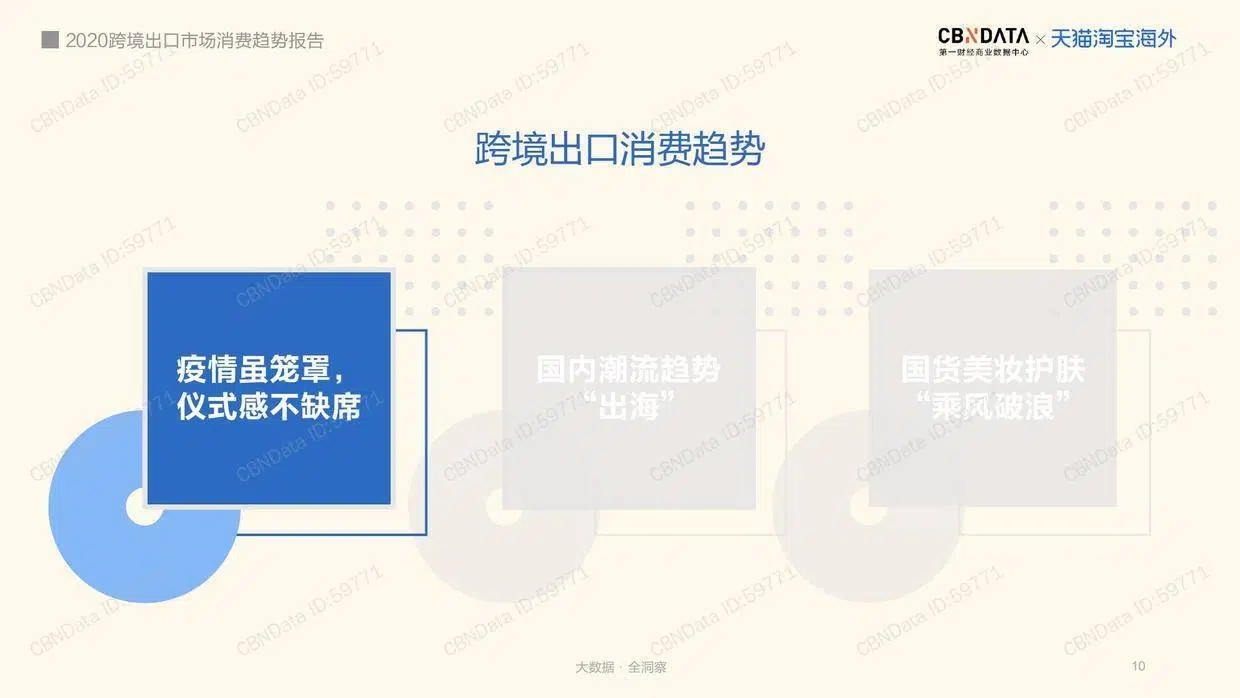 2020跨境出口市场消费趋势报告
CBNDATA × 天猫淘宝海外
第一财经商业数据中心
跨境出口消费趋势
疫情虽笼罩，
仪式感不缺席
国内潮流趋势
“出海”
国货美妆护肤
“乘风破浪”
大数据 · 全洞察
10
CBNData ID:59771